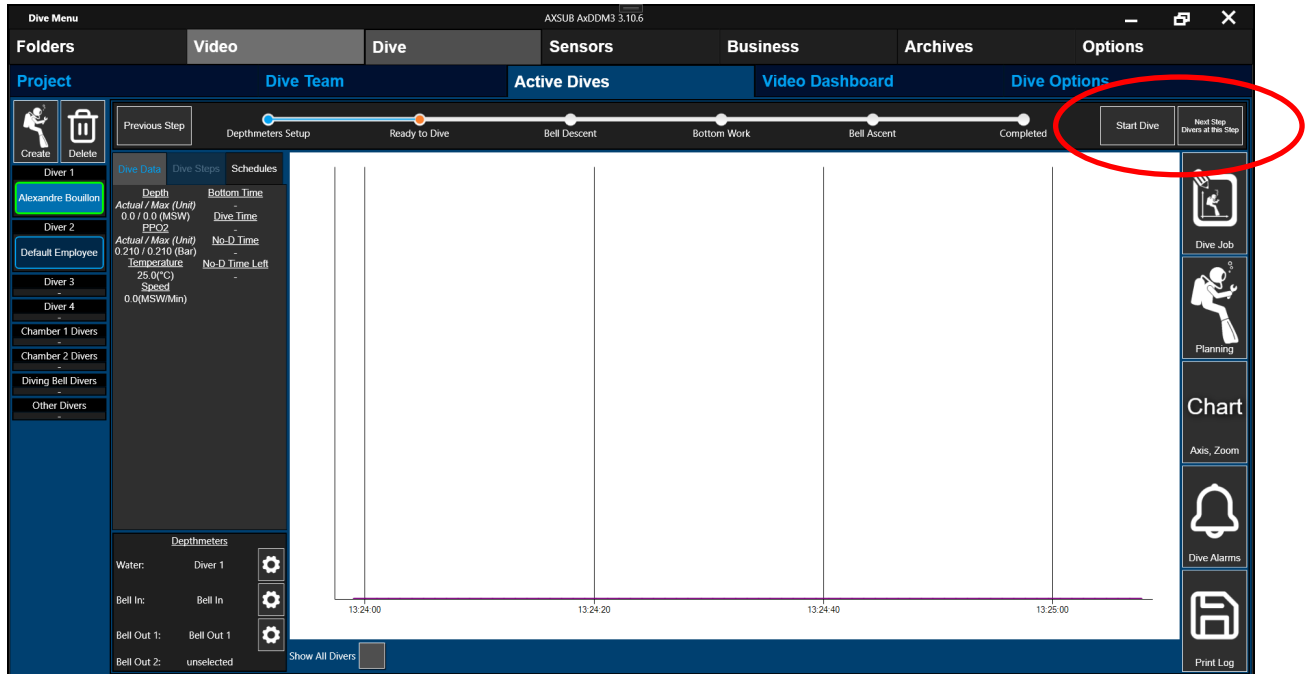 Dive Menu
AXSUB AxDDM3 3.10.6
Folders
Video
Dive
Sensors
Business
Archives
Options
Project
Dive Team
Active Dives
Video Dashboard
Dive Options
Create
Delete
Previous Step
Depthmeters Setup
Ready to Dive
Bell Descent
Bottom Work
Bell Ascent
Completed
Start Dive
Next Step
Divers at this Step
Diver 1
Alexandre Bouillon
Diver 2
Default Employee
Diver 3
-
Diver 4
-
Chamber 1 Divers
-
Chamber 2 Divers
-
Diving Bell Divers
-
Other Divers
-
Dive Data
Dive Steps
Schedules
Depth
Actual / Max (Unit)
0.0 / 0.0 (MSW)
PPO2
Actual / Max (Unit)
0.210 / 0.210 (Bar)
Temperature
25.0(°C)
Speed
0.0(MSW/Min)
Bottom Time
-
Dive Time
-
No-D Time
-
No-D Time Left
-
Depthmeters
Water: Diver 1
Bell In: Bell In
Bell Out 1: Bell Out 1
Bell Out 2: unselected
13:24:00
13:24:20
13:24:40
13:25:00
Show All Divers
Dive Job
Planning
Chart
Axis, Zoom
Dive Alarms
Print Log